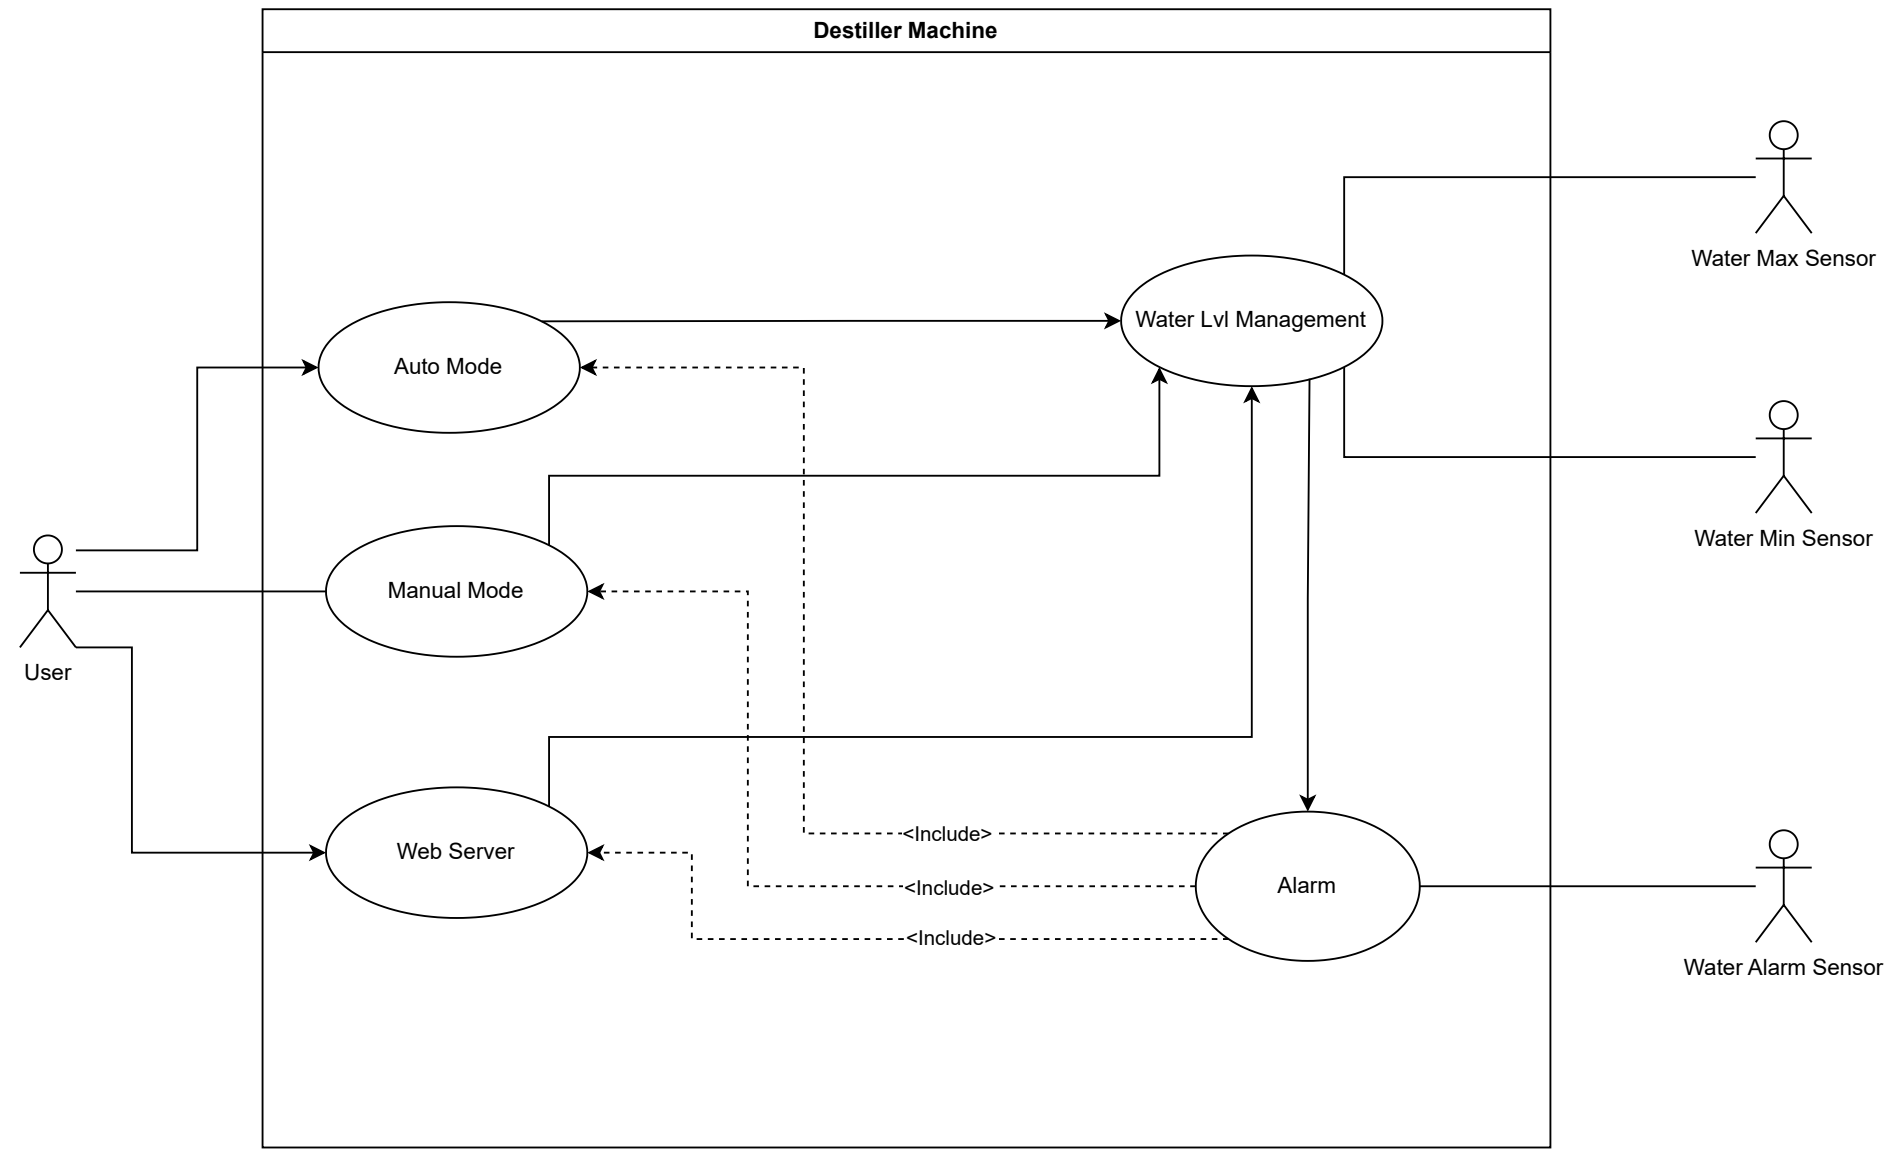 Destiller Machine
Water Max Sensor
Water Lvl Management
Auto Mode
Water Min Sensor
Manual Mode
User
<Include>
Web Server
<Include>
Alarm
<Include>
Water Alarm Sensor